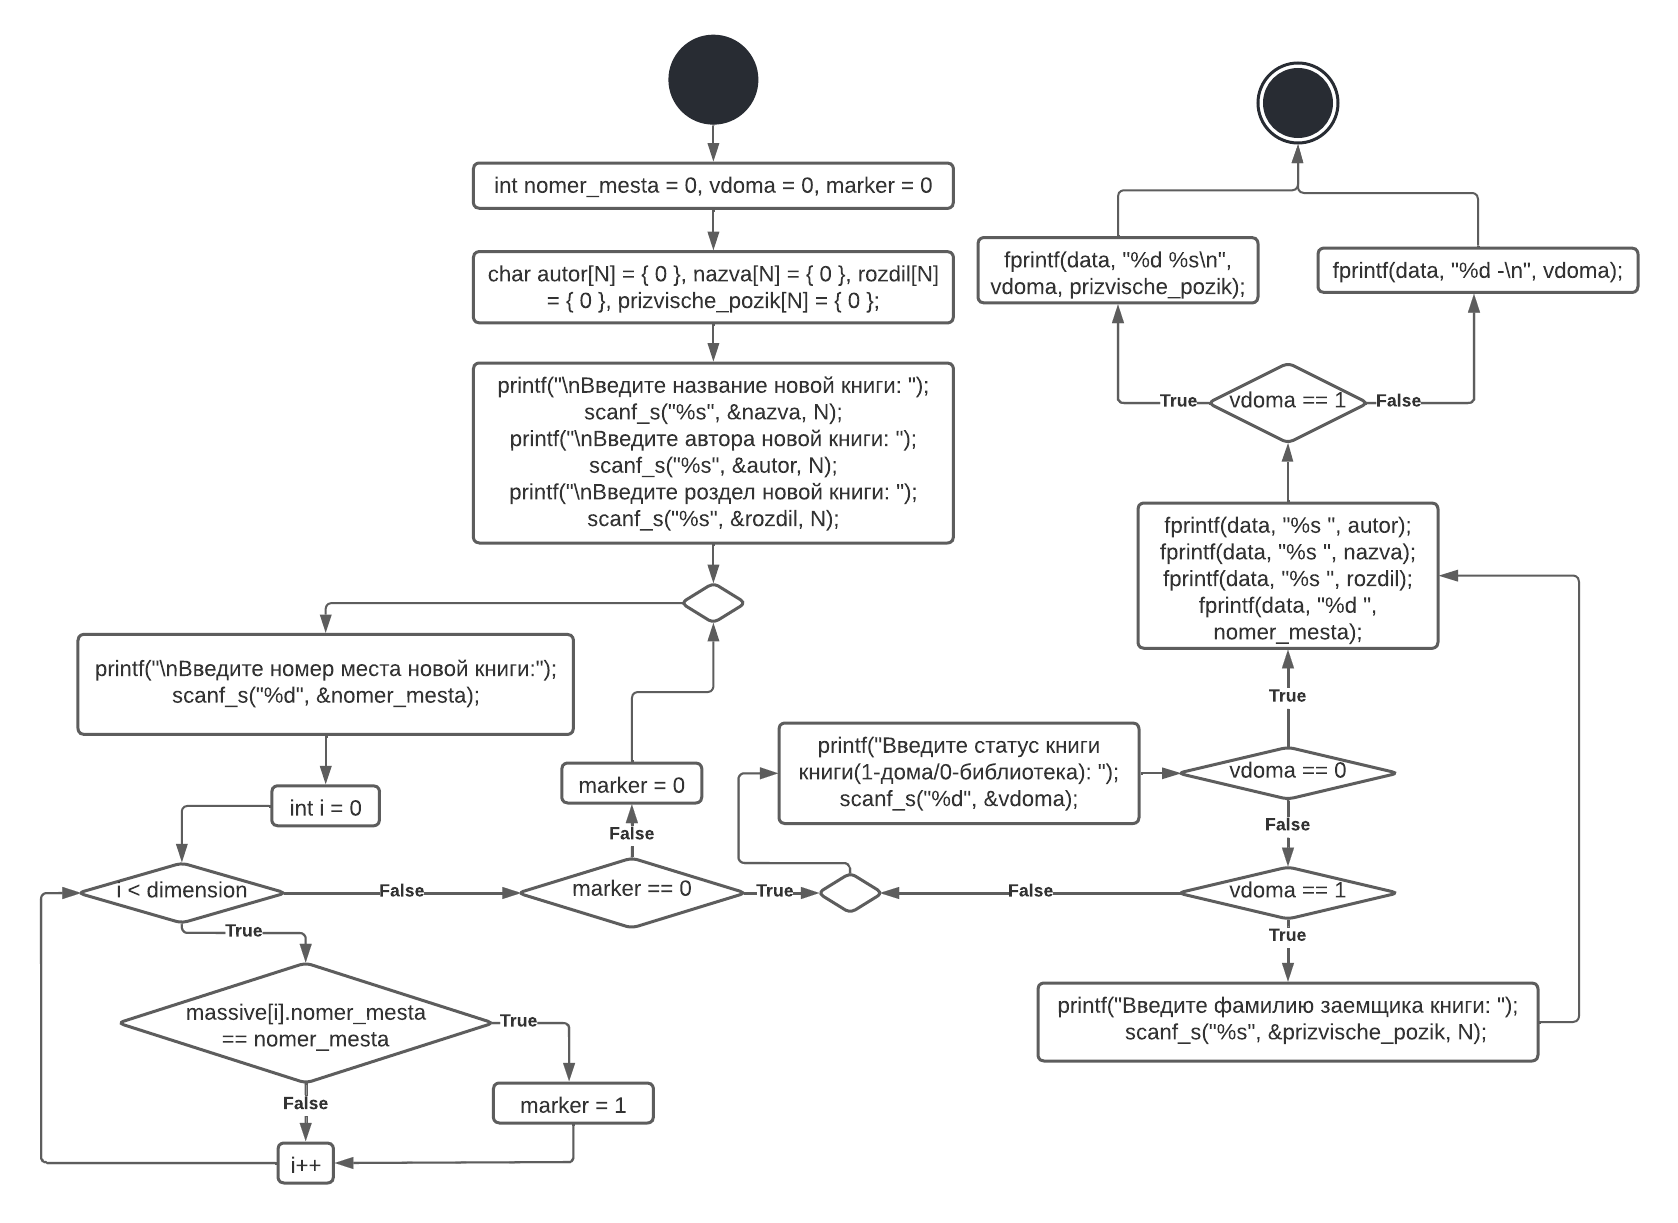 int nomer_mesta = 0, vdoma = 0, marker = 0
char autor[N] = { 0 }, nazva[N] = { 0 }, rozdil[N]
= { 0 }, prizvische_pozik[N] = { 0 };
printf("\nВведите название новой книги: ");
scanf_s("%s", &nazva, N);
printf("\nВведите автора новой книги: ");
scanf_s("%s", &autor, N);
printf("\nВведите роздел новой книги: ");
scanf_s("%s", &rozdil, N);
printf("\nВведите номер места новой книги:");
scanf_s("%d", &nomer_mesta);
int i = 0
i < dimension
False
True
massive[i].nomer_mesta
== nomer_mesta
True
False
marker = 1
i++
marker == 0
False
marker = 0
True
printf("Введите статус книги
книги(1-дома/0-библиотека): ");
scanf_s("%d", &vdoma);
vdoma == 0
True
False
vdoma == 1
False
True
printf("Введите фамилию заемщика книги: ");
scanf_s("%s", &prizvische_pozik, N);
fprintf(data, "%s ", autor);
fprintf(data, "%s ", nazva);
fprintf(data, "%s ", rozdil);
fprintf(data, "%d ",
nomer_mesta);
vdoma == 1
True
False
fprintf(data, "%d %s\n",
vdoma, prizvische_pozik);
fprintf(data, "%d -\n", vdoma);